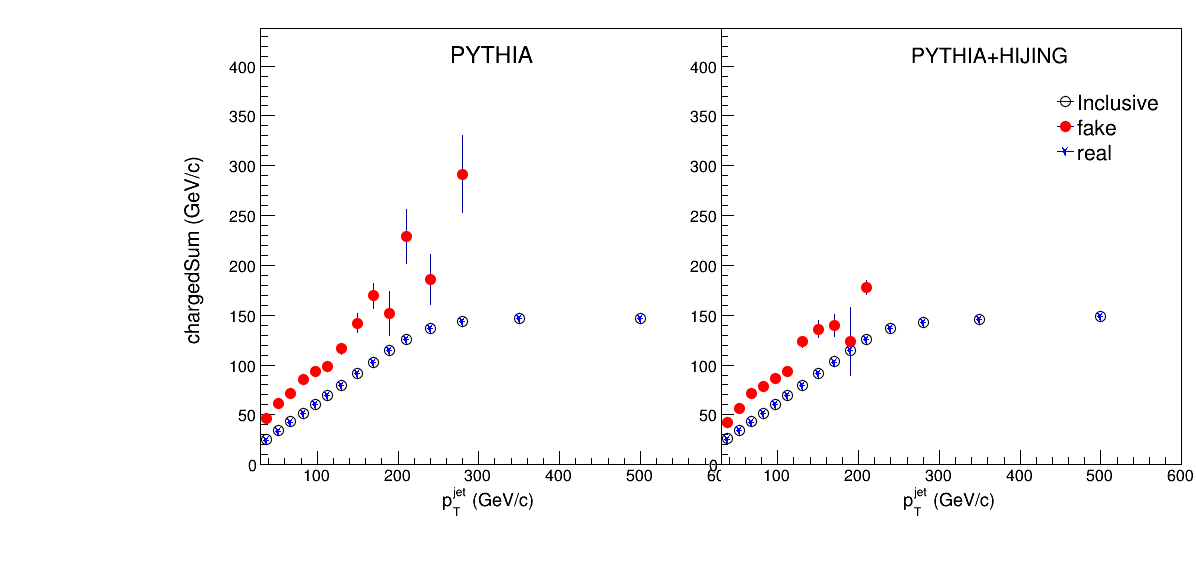 PYTHIA
PYTHIA+HIJING
Inclusive
fake
real
chargedSum (GeV/c)
400
350
300
250
200
150
100
50
0
400
350
300
250
200
150
100
50
0
100 200 300 400 500 60
100 200 300 400 500 600
p_T^jet (GeV/c)
p_T^jet (GeV/c)